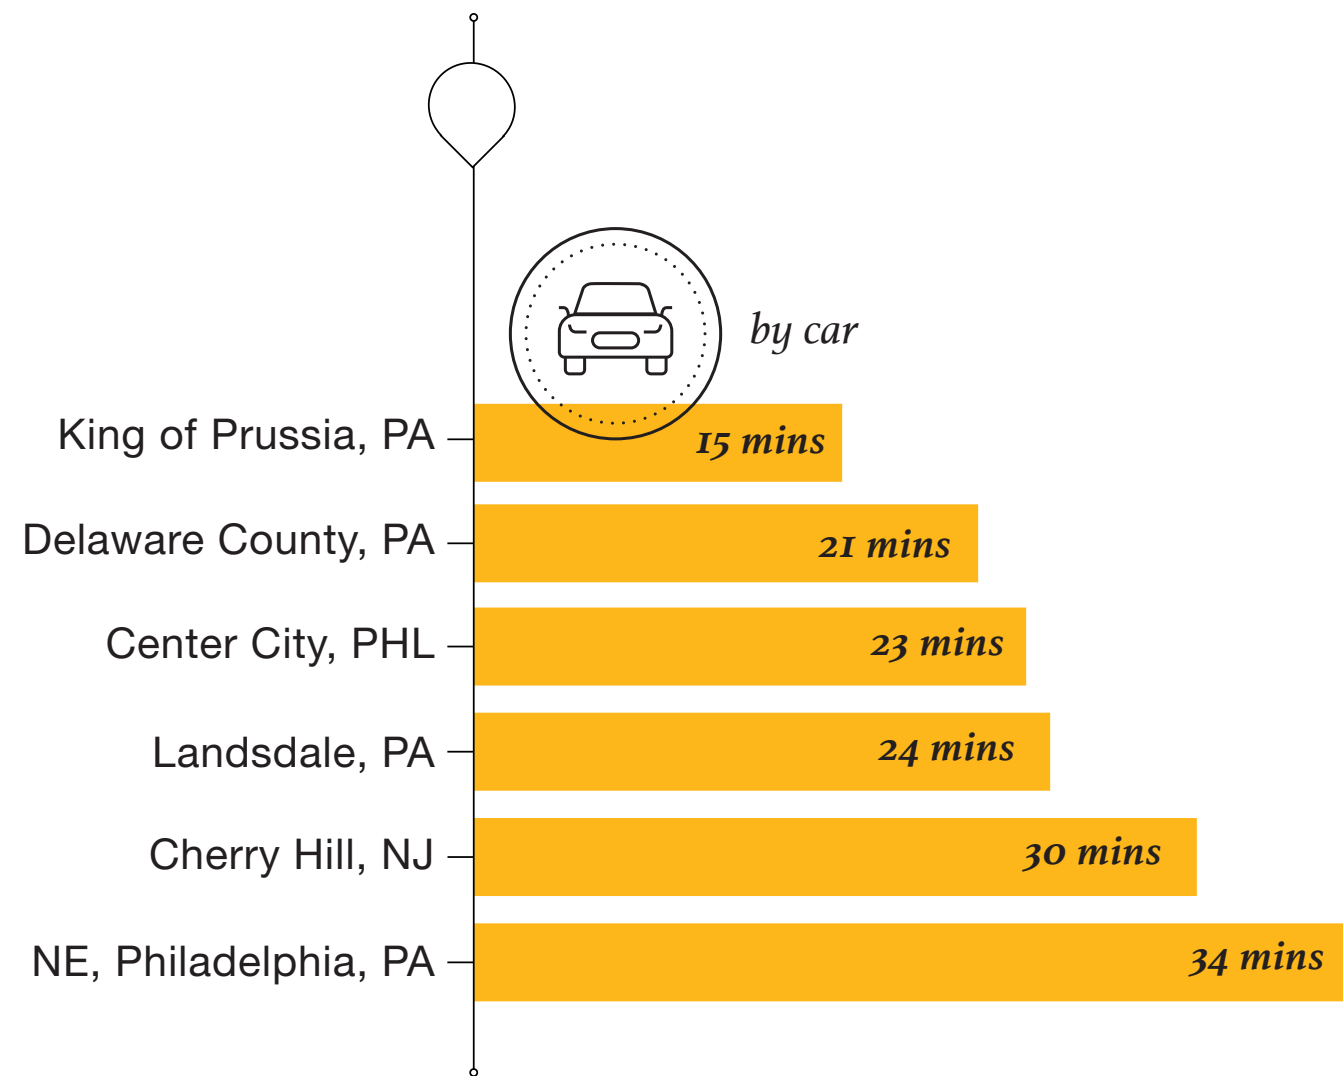 by car
King of Prussia, PA
15 mins
Delaware County, PA
21 mins
Center City, PHL
23 mins
Landsdale, PA
24 mins
Cherry Hill, NJ
30 mins
NE, Philadelphia, PA
34 mins